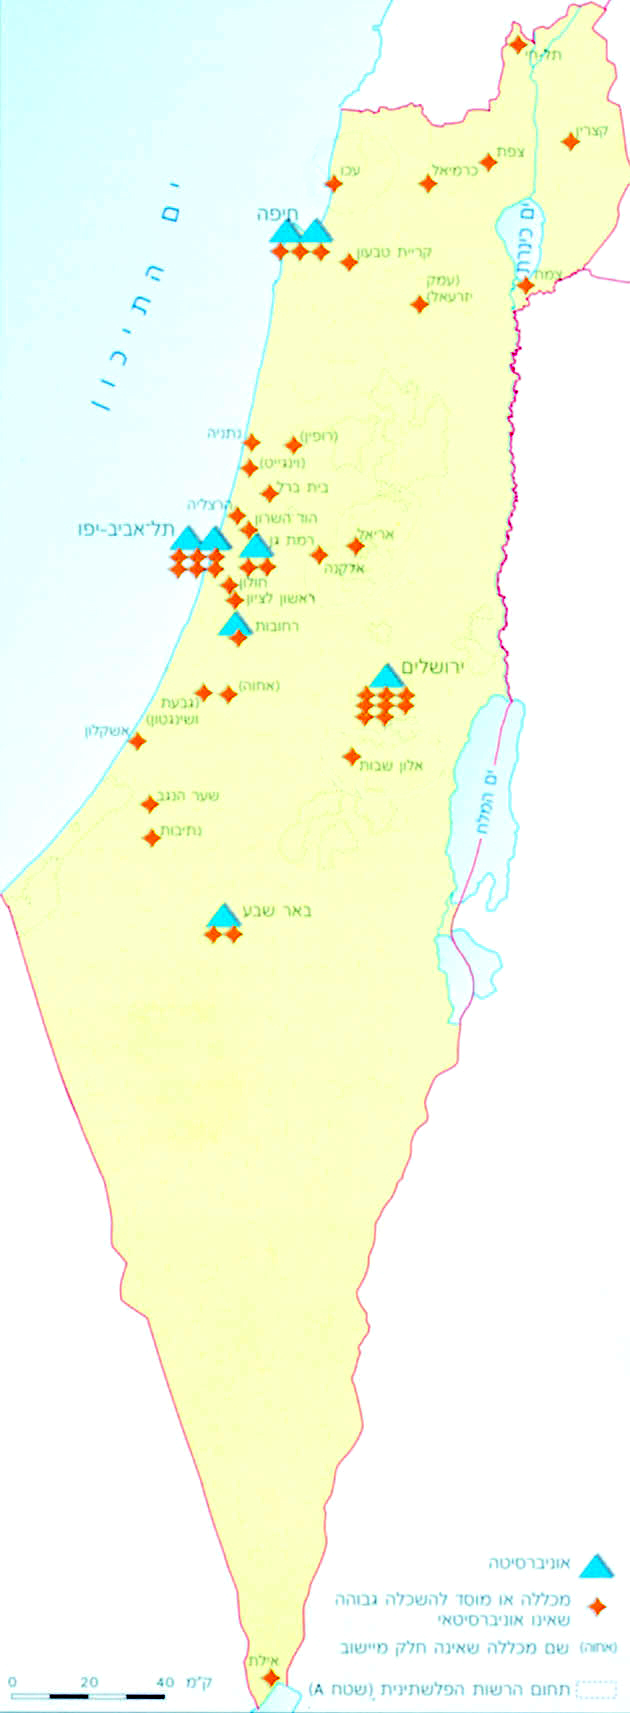 תל-חי
קצרין
צפת
כרמיאל
עכו
חיפה
ים כינרת
קריית טבעון
צמח
(עמק
יזרעאל)
ים התיכון
נתניה
(רופין)
(וינגייט)
בית ברל
הרצליה
הוד השרון
תל־אביב-יפו
רמת גן
אריאל
אלקנה
חולון
ראשון לציון
רחובות
ירושלים
(אחוה)
(גבעת
ושינגטון)
אשקלון
אלון שבות
ים המלח
שער הנגב
נתיבות
באר שבע
אוניברסיטה
מכללה או מוסד להשכלה גבוהה
שאינו אוניברסיטאי
(אחוה) שם מכללה שאינה חלק מיישוב
תחום הרשות הפלשתינית (שטח A)
אילת
0 20 40 ק"מ